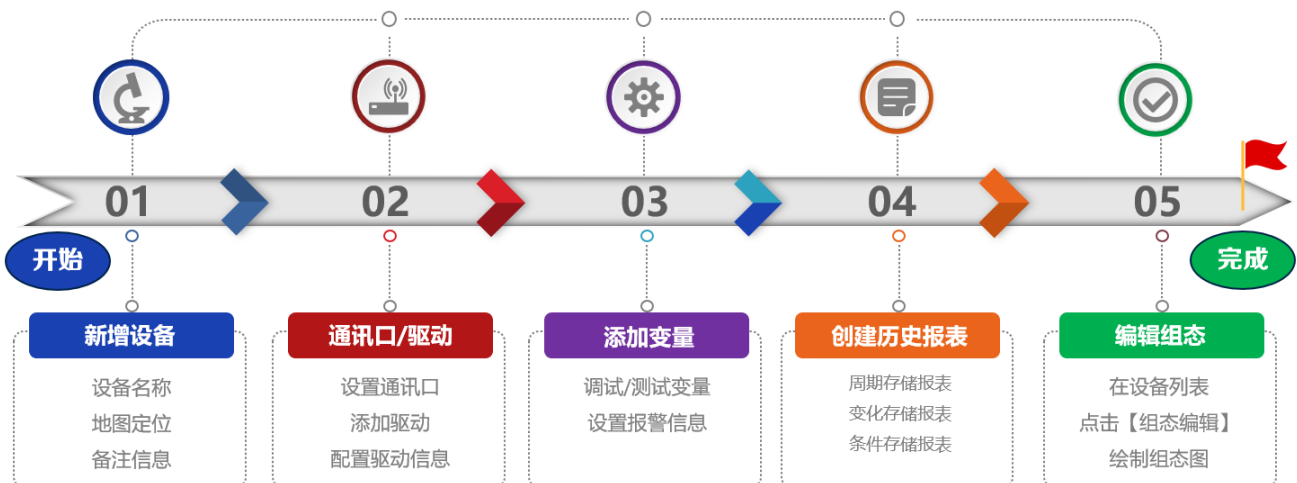 01
02
03
04
05
开始
完成
新增设备
设备名称
地图定位
备注信息
通讯口/驱动
设置通讯口
添加驱动
配置驱动信息
添加变量
调试/测试变量
设置报警信息
创建历史报表
周期存储报表
变化存储报表
条件存储报表
编辑组态
在设备列表
点击【组态编辑】
绘制组态图